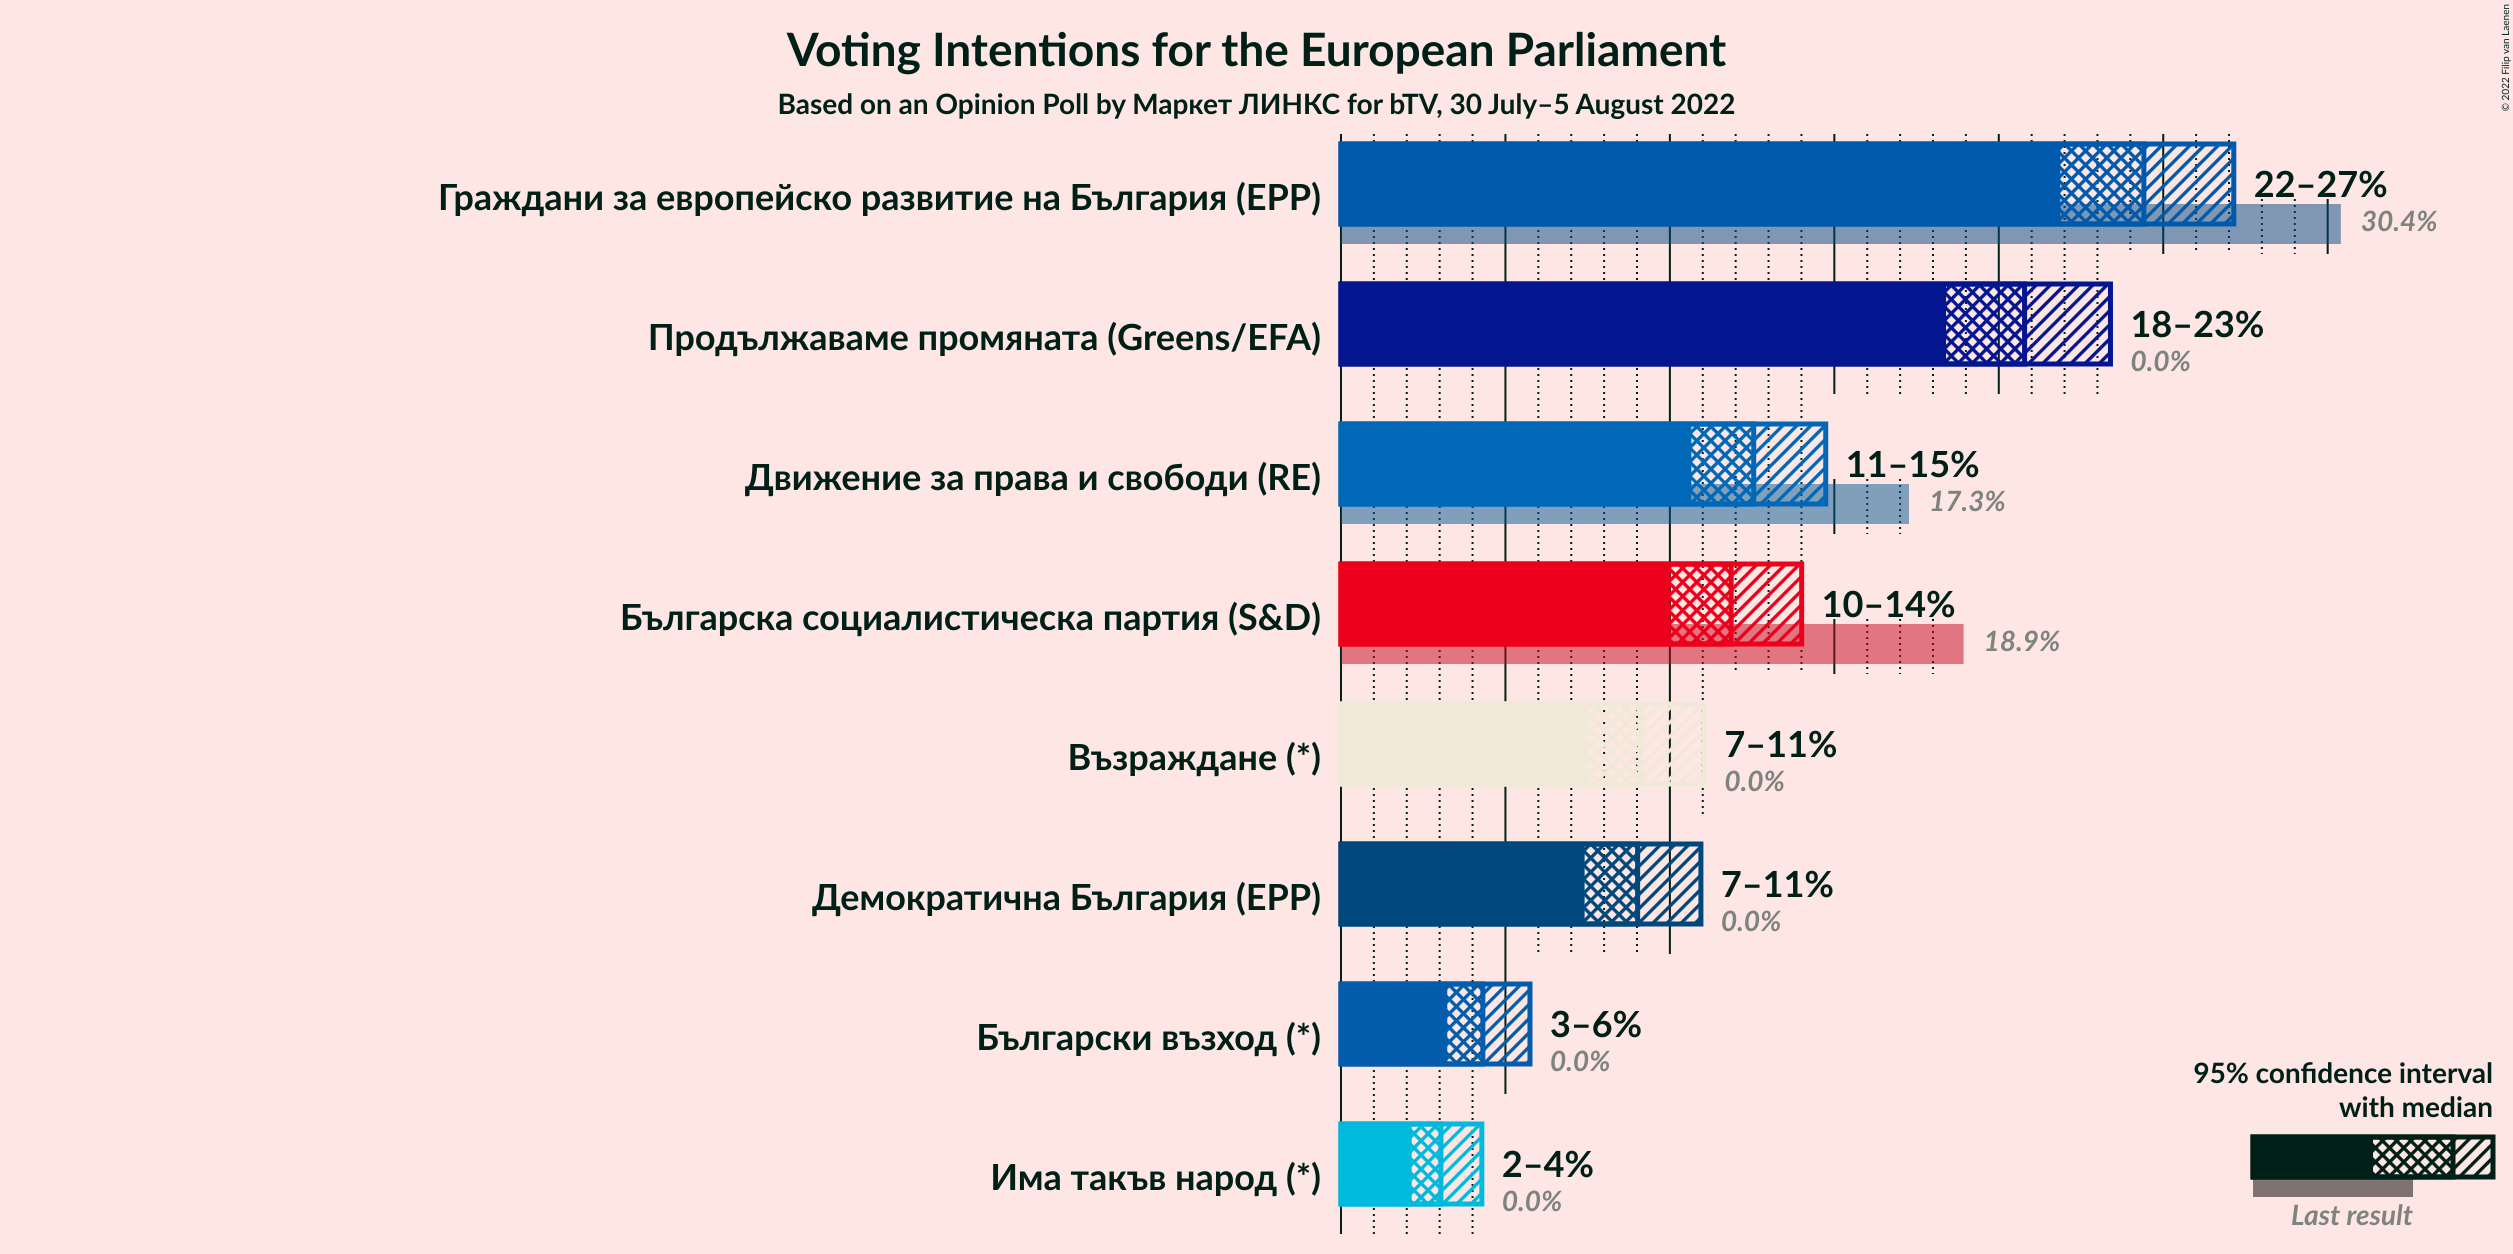 Voting Intentions for the European Parliament
Based on an Opinion Poll by Маркет ЛИНКС for bTV, 30 July–5 August 2022
© 2022 Filip van Laenen
Граждани за европейско развитие на България (EPP)
22–27%
30.4%
Продължаваме промяната (Greens/EFA)
18–23%
0.0%
Движение за права и свободи (RE)
11–15%
17.3%
Българска социалистическа партия (S&D)
10–14%
18.9%
Възраждане (*)
7–11%
0.0%
Демократична България (EPP)
7–11%
0.0%
Български възход (*)
3–6%
0.0%
Има такъв народ (*)
2–4%
0.0%
95% confidence interval
with median
Last result